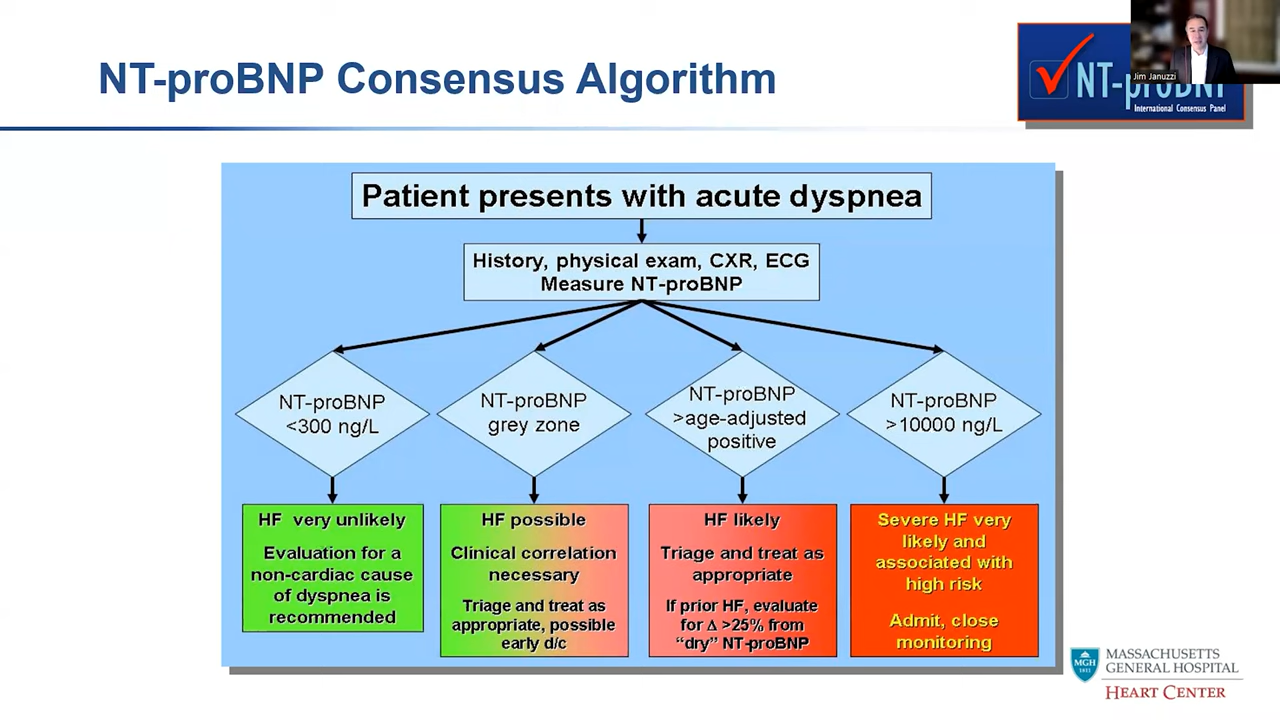 NT-proBNP Consensus Algorithm
Jim Januzzi
NT-proBNP
International Consensus Panel
Patient presents with acute dyspnea
History, physical exam, CXR, ECG
Measure NT-proBNP
NT-proBNP
<300 ng/L
NT-proBNP
grey zone
NT-proBNP
>age-adjusted
positive
NT-proBNP
>10000 ng/L
HF very unlikely
Evaluation for a
non-cardiac cause
of dyspnea is
recommended
HF possible
Clinical correlation
necessary
Triage and treat as
appropriate, possible
early d/c
HF likely
Triage and treat as
appropriate
If prior HF, evaluate
for Δ >25% from
“dry” NT-proBNP
Severe HF very
likely and
associated with
high risk
Admit, close
monitoring
MGH
1811
MASSACHUSETTS
GENERAL HOSPITAL
HEART CENTER